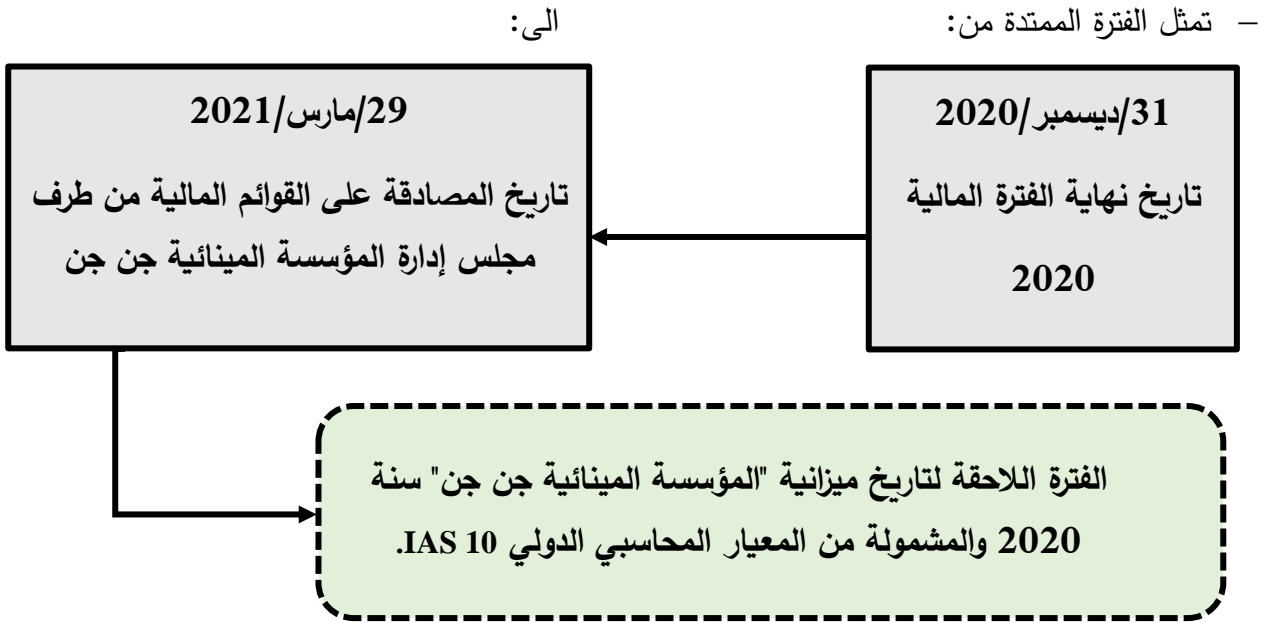 – تمثل الفترة الممتدة من: الى:
31/ديسمبر/2020
تاريخ نهاية الفترة المالية
2020
29/مارس/2021
تاريخ المصادقة على القوائم المالية من طرف
مجلس إدارة المؤسسة المينائية جن جن
الفترة اللاحقة لتاريخ ميزانية "المؤسسة المينائية جن جن" سنة
2020 والمشمولة من المعيار المحاسبي الدولي IAS 10.